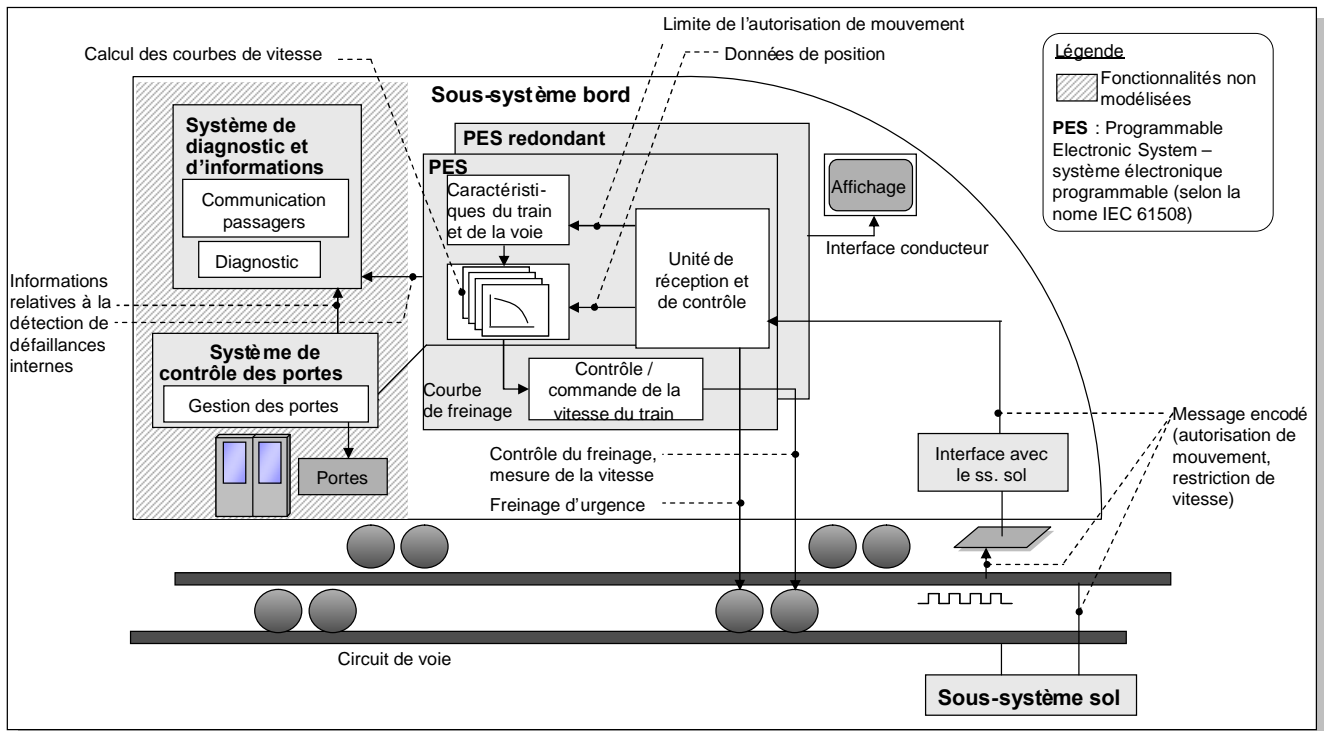 Limite de l'autorisation de mouvement
Calcul des courbes de vitesse
Données de position
Légende
Fonctionnalités non
modélisées
PES : Programmable
Electronic System –
système électronique
programmable (selon la
nome IEC 61508)
Sous-système bord
Système de
diagnostic et
d'informations
Communication
passagers
Diagnostic
PES redondant
PES
Caractéristi-
ques du train
et de la voie
Unité de
réception et
de contrôle
Affichage
Interface conducteur
Informations
relatives à la
détection de
défaillances
internes
Système de
contrôle des portes
Gestion des portes
Portes
Courbe
de freinage
Contrôle /
commande de la
vitesse du train
Contrôle du freinage,
mesure de la vitesse
Freinage d'urgence
Interface avec
le ss. sol
Message encodé
(autorisation de
mouvement,
restriction de
vitesse)
Circuit de voie
Sous-système sol